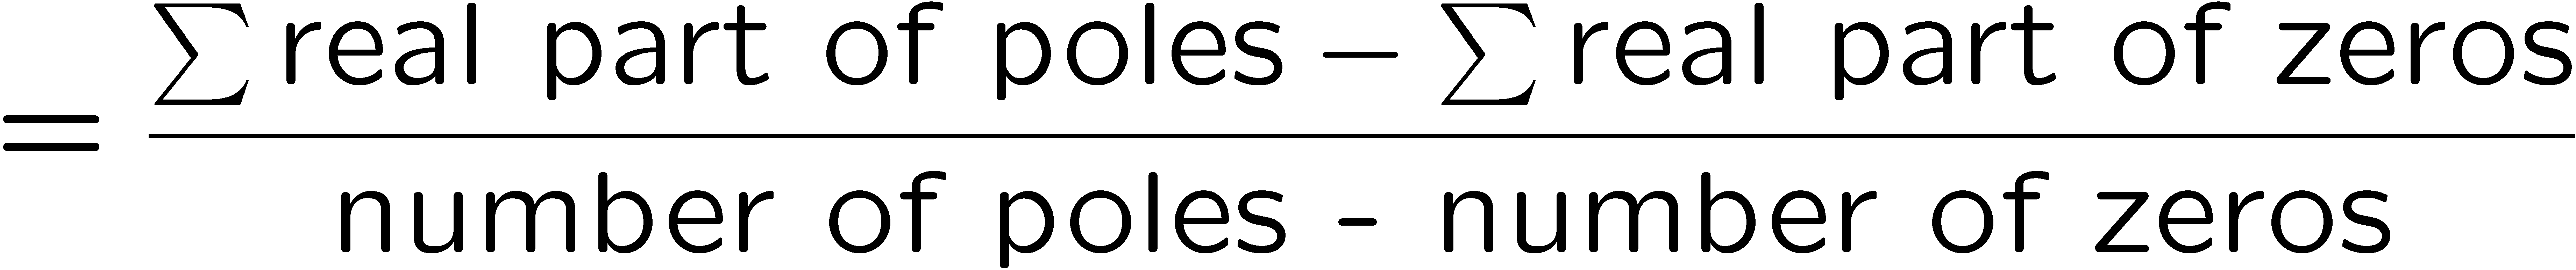 = ∑ real part of poles − ∑ real part of zeros
number of poles - number of zeros